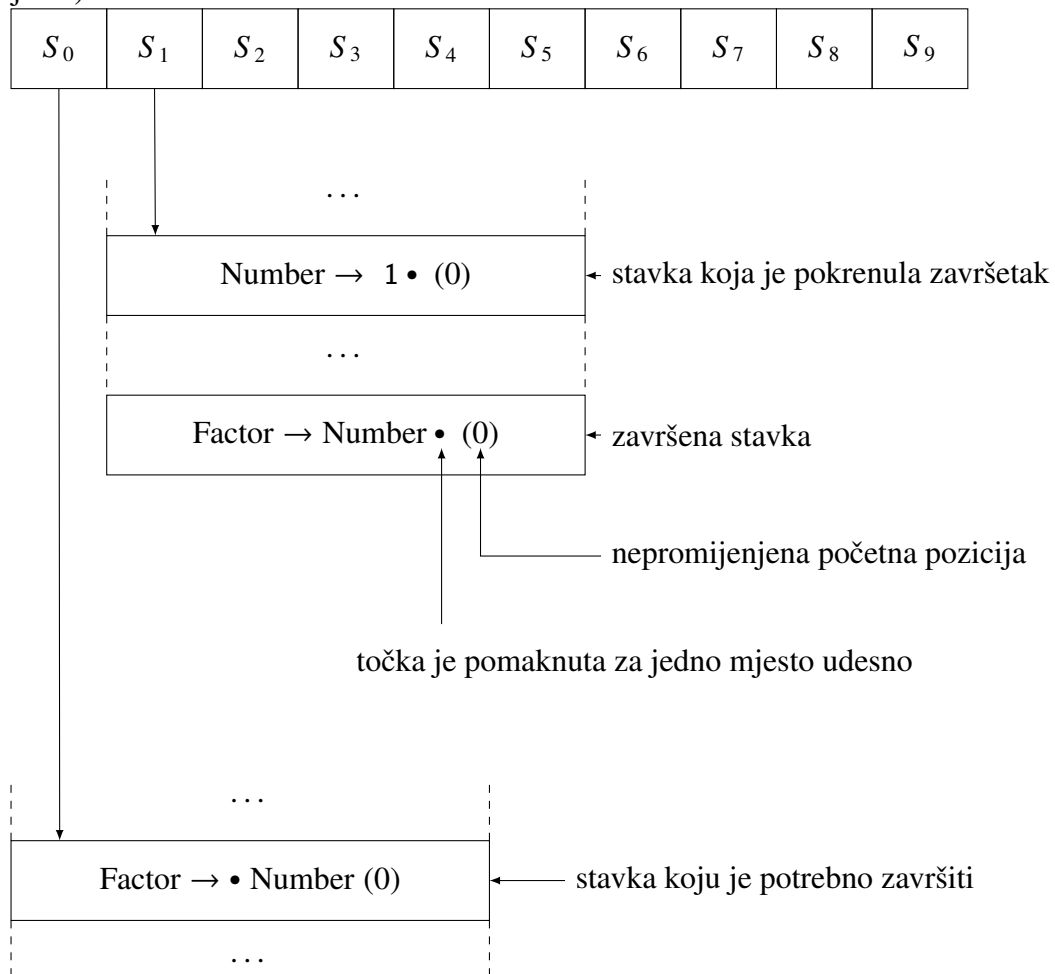 S0 S1 S2 S3 S4 S5 S6 S7 S8 S9
...
Number → 1 • (0)
stavka koja je pokrenula završetak
...
Factor → Number • (0)
završena stavka
nepromijenjena početna pozicija
točka je pomaknuta za jedno mjesto udesno
...
Factor → • Number (0)
stavku koju je potrebno završiti
...